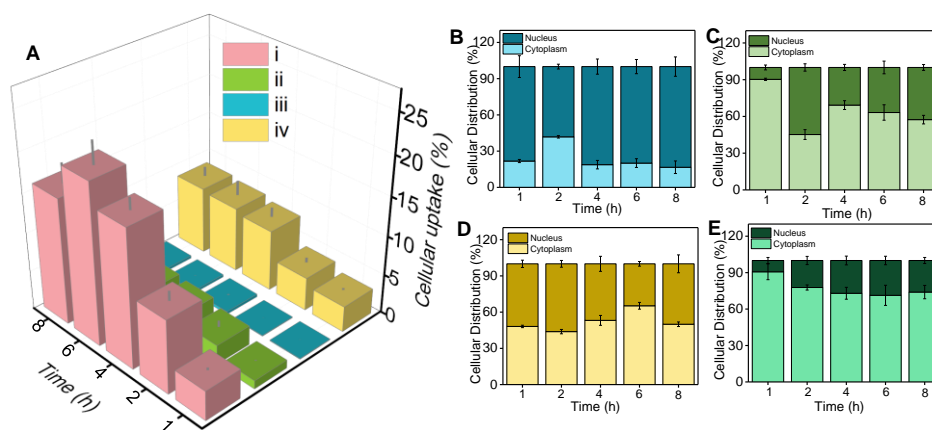 A
i
ii
iii
iv
25
20
15
10
5
0
Cellular uptake (%)
8
6
4
2
1
Time (h)
B
Nucleus
Cytoplasm
120
90
60
30
0
Cellular Distribution (%)
1 2 4 6 8
Time (h)
C
Nucleus
Cytoplasm
120
90
60
30
0
Cellular Distribution (%)
1 2 4 6 8
Time (h)
D
Nucleus
Cytoplasm
120
90
60
30
0
Cellular Distribution (%)
1 2 4 6 8
Time (h)
E
Nucleus
Cytoplasm
120
90
60
30
0
Cellular Distribution (%)
1 2 4 6 8
Time (h)